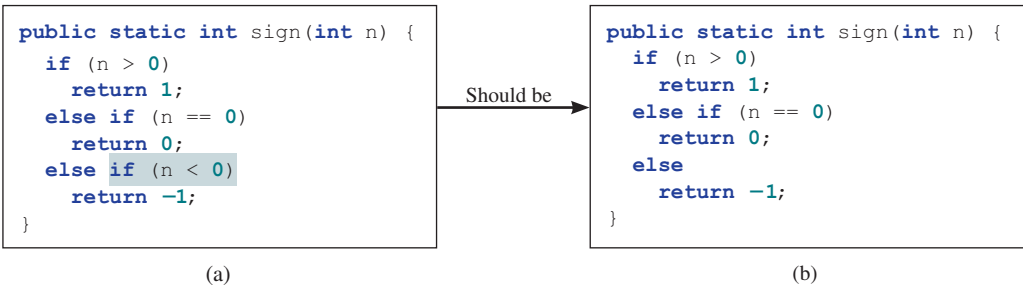 public static int sign(int n) {
if (n > 0)
return 1;
else if (n == 0)
return 0;
else if (n < 0)
return −1;
}
(a)
Should be
public static int sign(int n) {
if (n > 0)
return 1;
else if (n == 0)
return 0;
else
return −1;
}
(b)